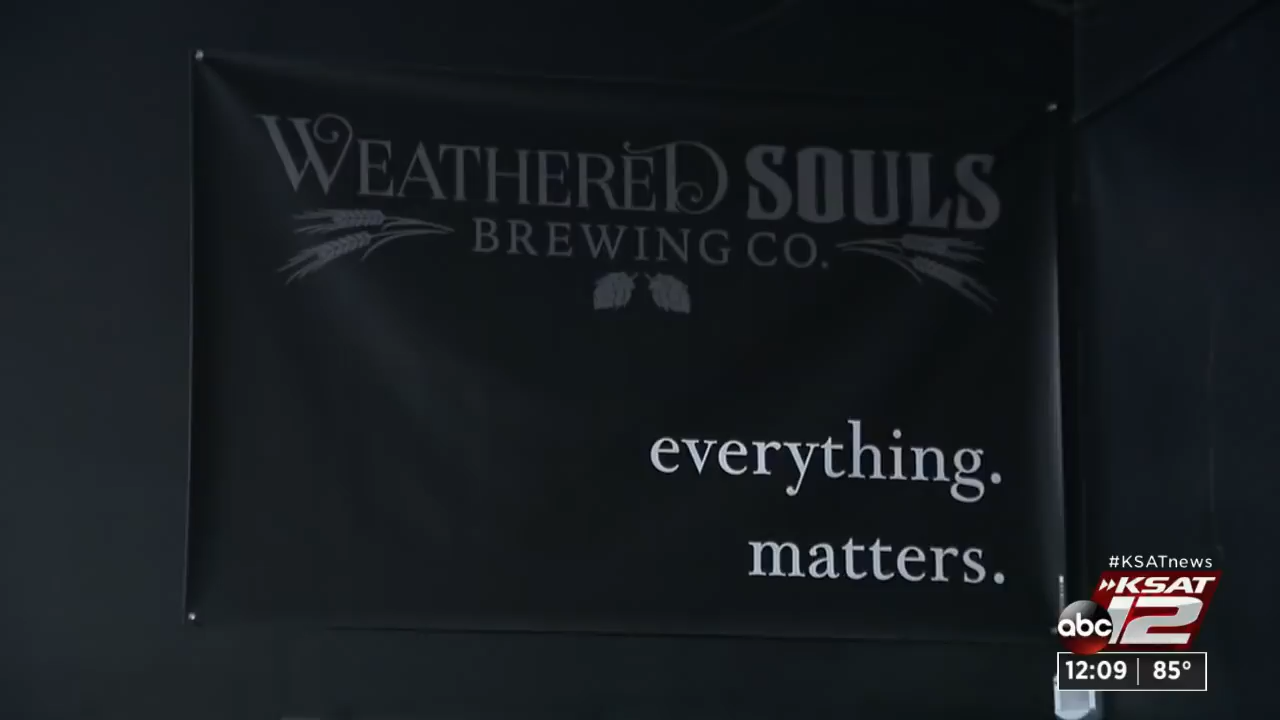 WEATHERED SOULS
BREWING CO.
everything.
matters.
#KSATnews
KSAT
abc 12
12:09 | 85°